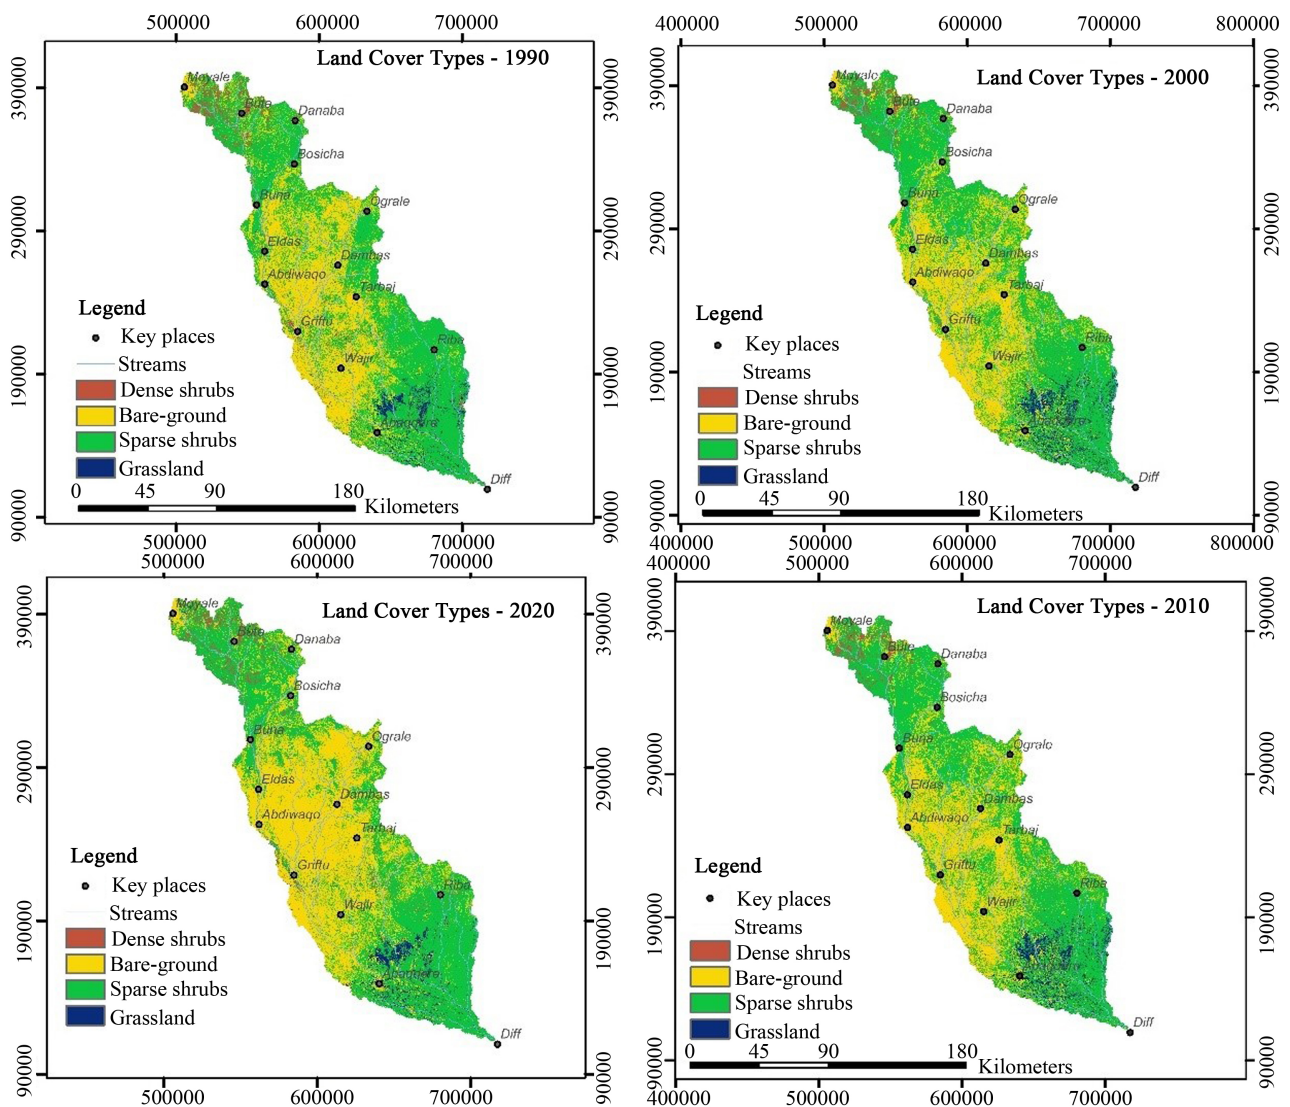 500000 600000 700000
Land Cover Types - 1990
390000 390000
Moyale
Bute
Danaba
Bosicha
Buna
Ograle
290000 290000
Eldas
Dambas
Abdiwaqo
Tarbaj
Griftu
Riba
Wajir
190000 190000
Diff
90000 90000
Legend
Key places
Streams
Dense shrubs
Bare-ground
Sparse shrubs
Grassland
0 45 90 180
Kilometers
500000 600000 700000
400000 500000 600000 700000 800000
Land Cover Types - 2000
390000 390000
Bute
Danaba
Bosicha
Buna
Ograle
290000 290000
Eldas
Dambas
Abdiwaqo
Tarbaj
Griftu
Riba
Wajir
190000 190000
Diff
90000 90000
Legend
Key places
Streams
Dense shrubs
Bare-ground
Sparse shrubs
Grassland
0 45 90 180
Kilometers
400000 500000 600000 700000 800000
500000 600000 700000
Land Cover Types - 2020
390000 390000
Moyale
Bute
Danaba
Bosicha
Buna
Ograle
290000 290000
Eldas
Dambas
Abdiwaqo
Tarbaj
Griftu
Riba
Wajir
190000 190000
Diff
90000 90000
Legend
Key places
Streams
Dense shrubs
Bare-ground
Sparse shrubs
Grassland
500000 600000 700000
400000 500000 600000 700000
Land Cover Types - 2010
390000 390000
Moyale
Bute
Danaba
Bosicha
Buna
290000 290000
Eldas
Dambas
Abdiwaqo
Tarbaj
Griftu
Riba
Wajir
190000 190000
Diff
490000 90000
Legend
Key places
Streams
Dense shrubs
Bare-ground
Sparse shrubs
Grassland
0 45 90 180
Kilometers
400000 500000 600000 700000